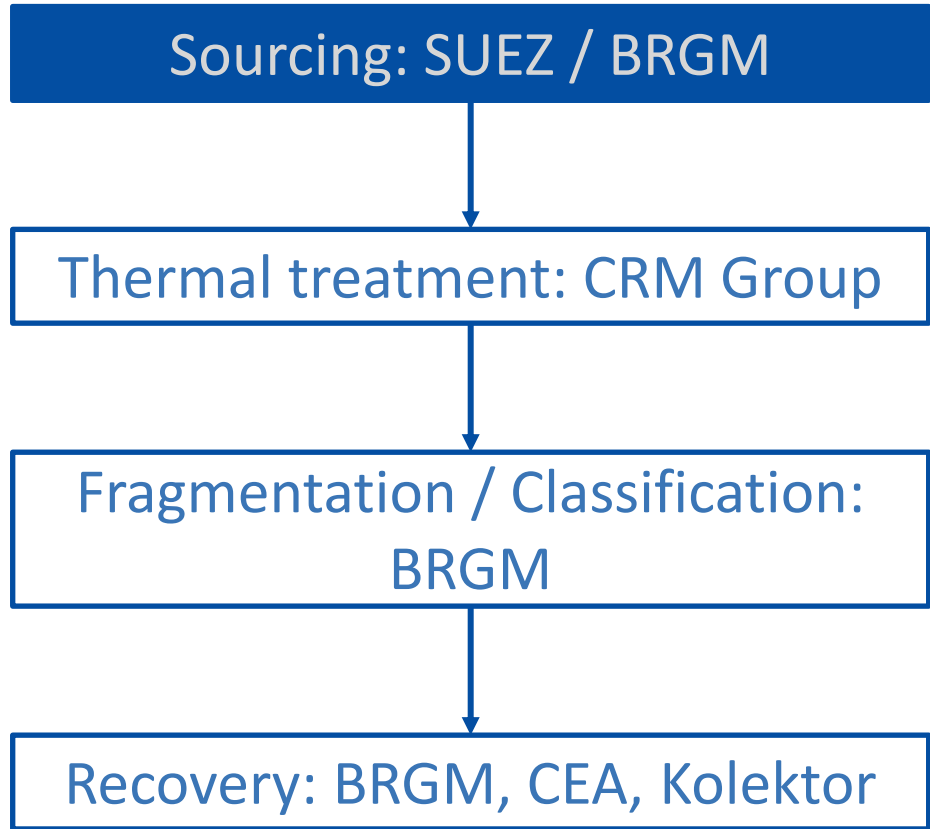 Sourcing: SUEZ / BRGM
Thermal treatment: CRM Group
Fragmentation / Classification:
BRGM
Recovery: BRGM, CEA, Kolektor